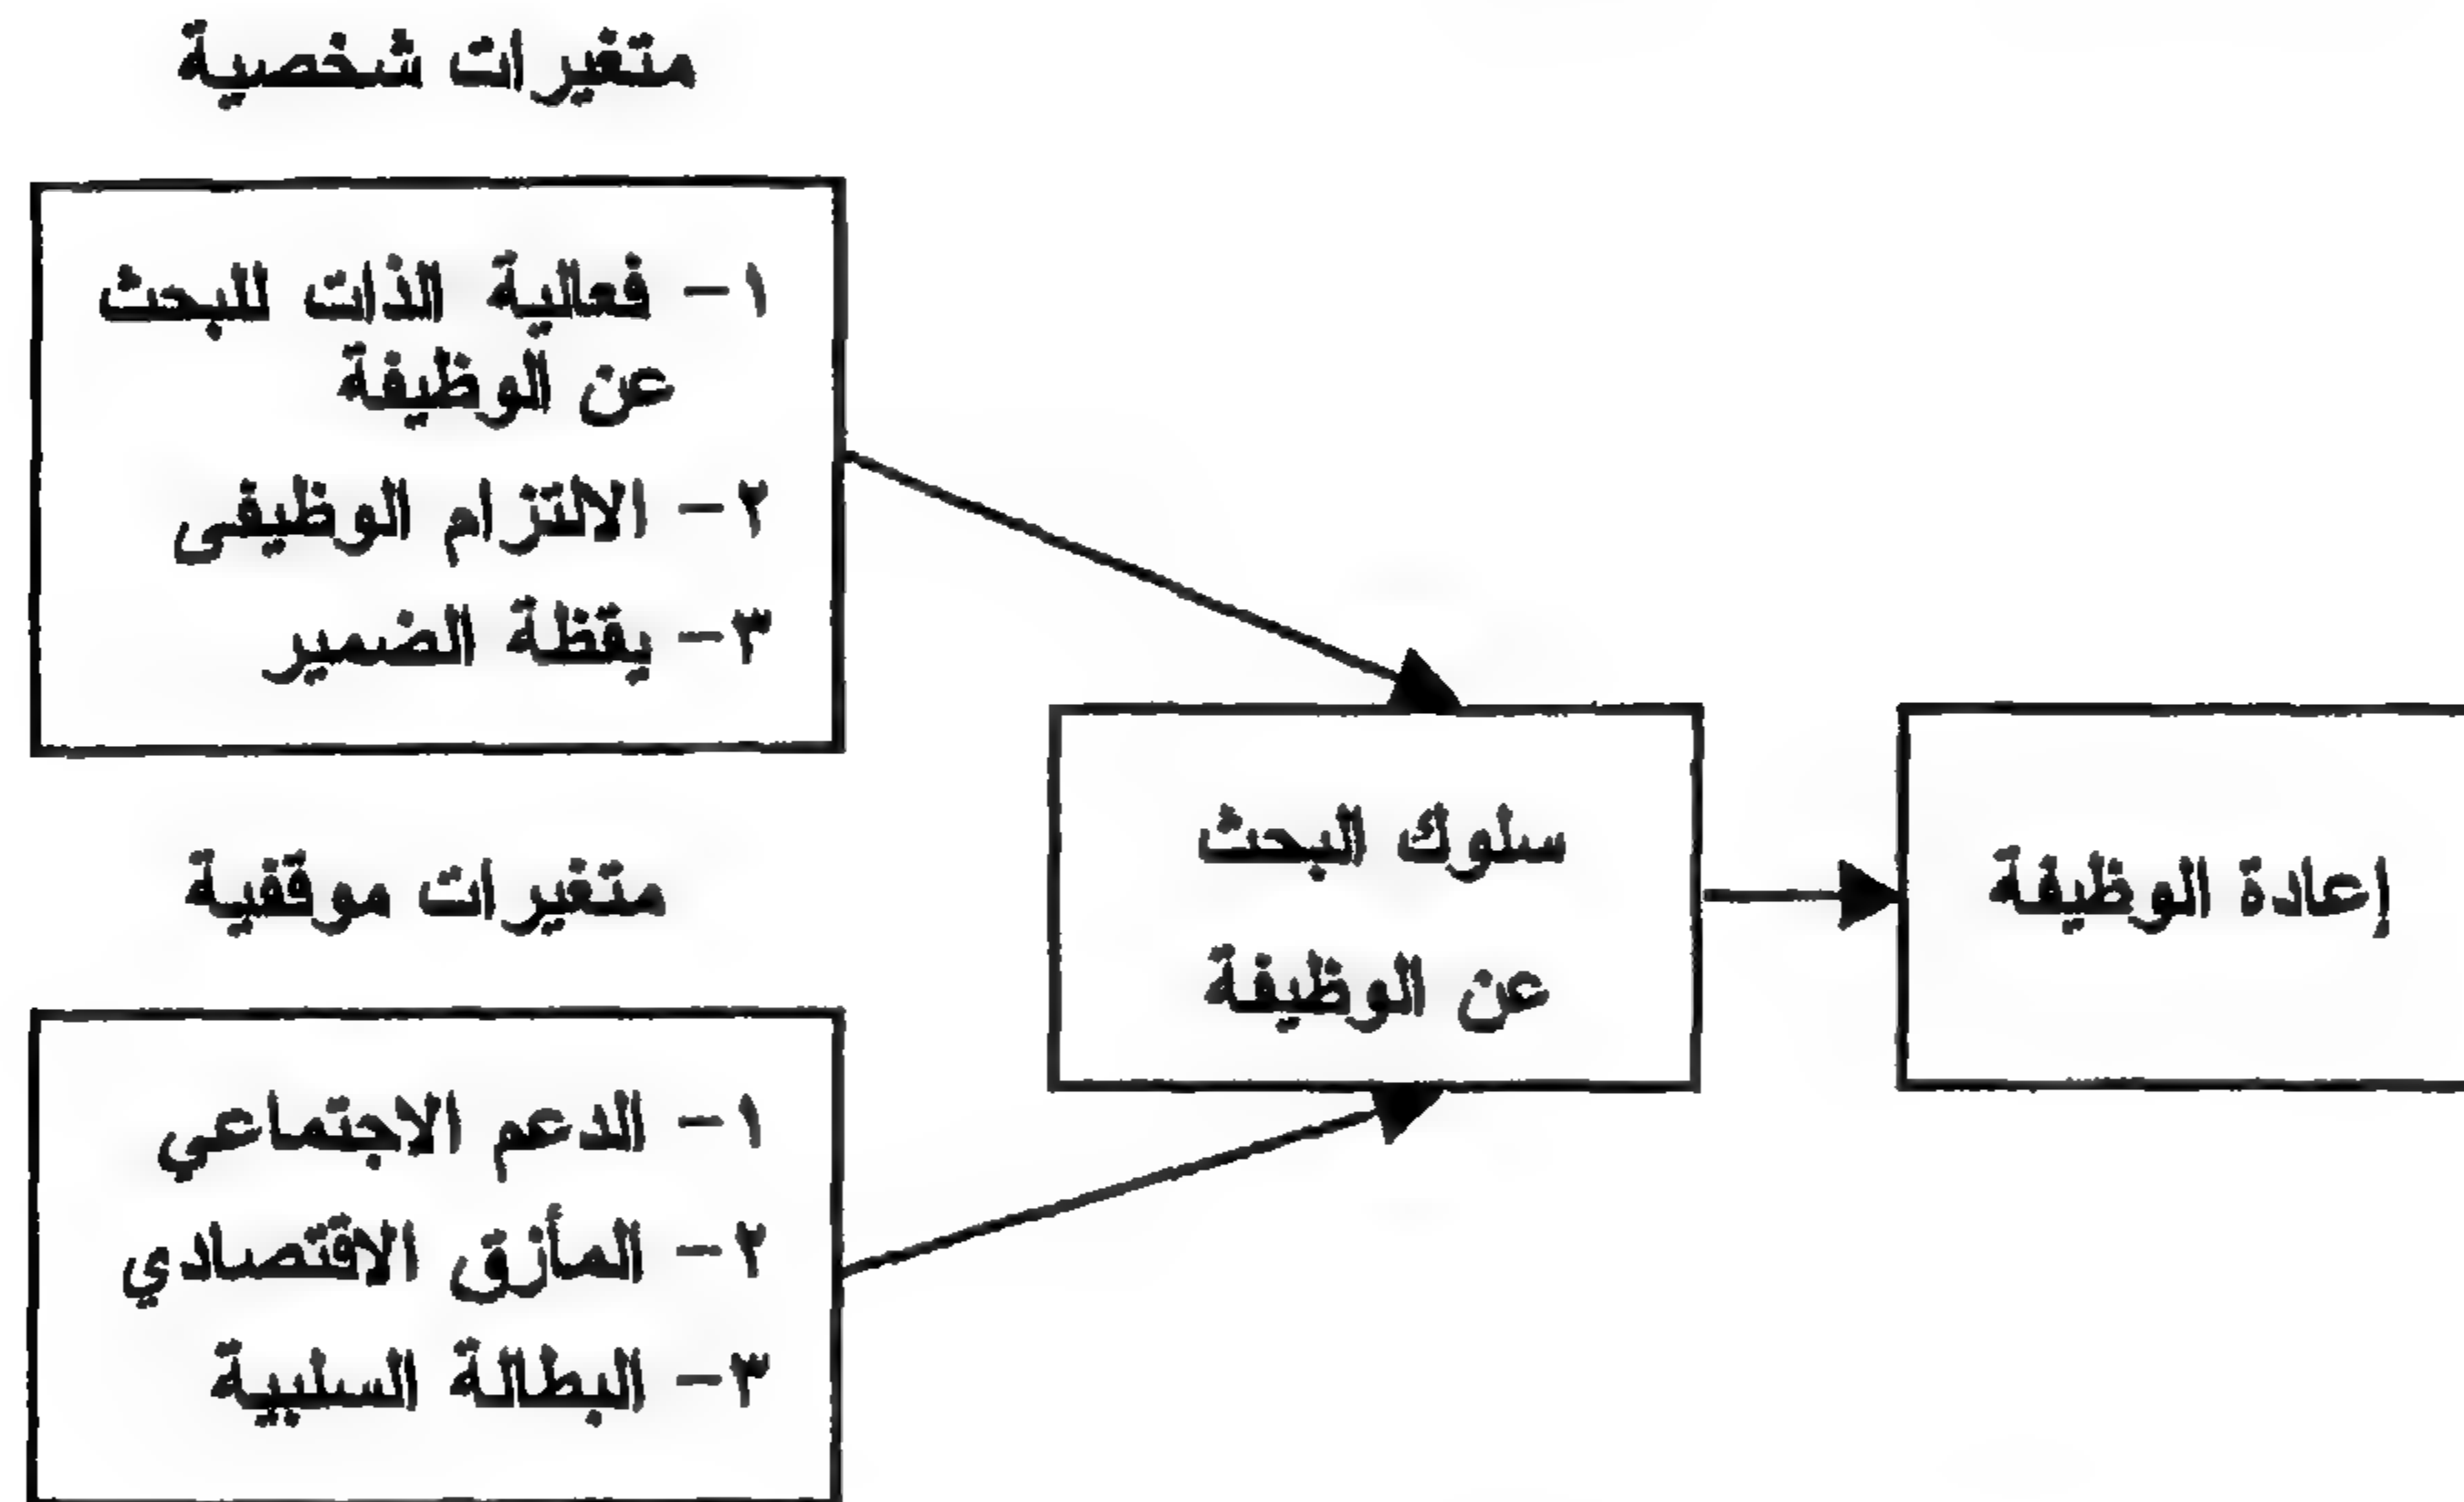 متغيرات شخصية
١- فعالية الذات للبحث
عن الوظيفة
٢- الالتزام الوظيفى
٣- يقظة الضمير
متغيرات موقفية
١- الدعم الاجتماعي
٢- المأزق الاقتصادي
٣- البطالة السلبية
سلوك البحث
عن الوظيفة
إعادة الوظيفة